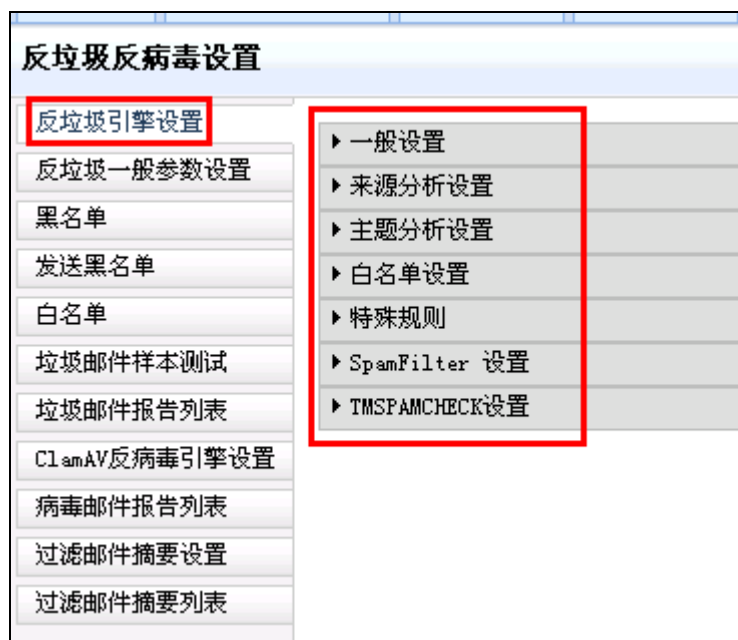 反垃圾反病毒设置
反垃圾引擎设置
反垃圾一般参数设置
黑名单
发送黑名单
白名单
垃圾邮件样本测试
垃圾邮件报告列表
ClamAV反病毒引擎设置
病毒邮件报告列表
过滤邮件摘要设置
过滤邮件摘要列表
一般设置
来源分析设置
主题分析设置
白名单设置
特殊规则
SpamFilter 设置
TMSPAMCHECK设置